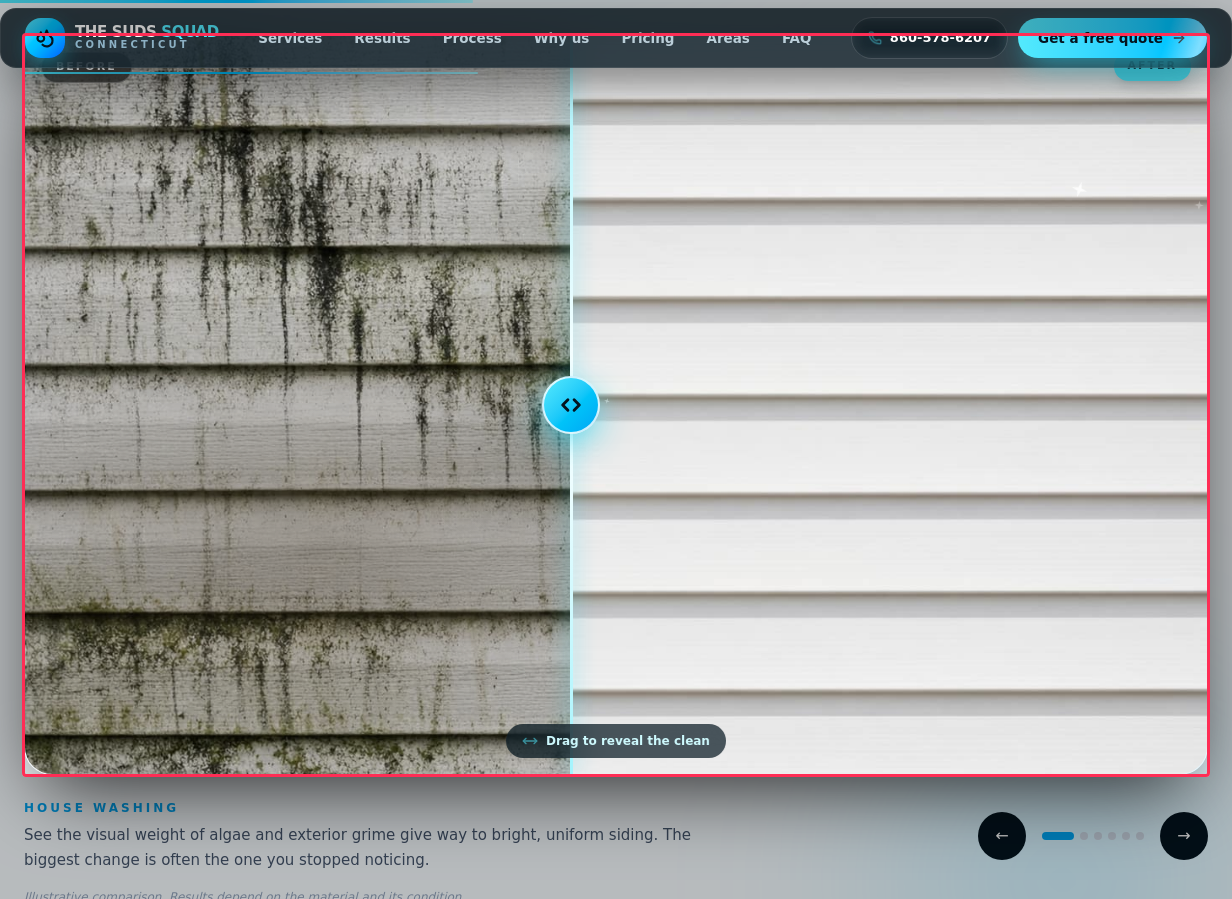 THE SUDS SQUAD
CONNECTICUT
Services
Results
Process
Why us
Pricing
Areas
FAQ
860-578-6207
Get a free quote →
BEFORE
AFTER
Drag to reveal the clean
HOUSE WASHING
See the visual weight of algae and exterior grime give way to bright, uniform siding. The
biggest change is often the one you stopped noticing.
Illustrative comparison. Results depend on the material and its condition.